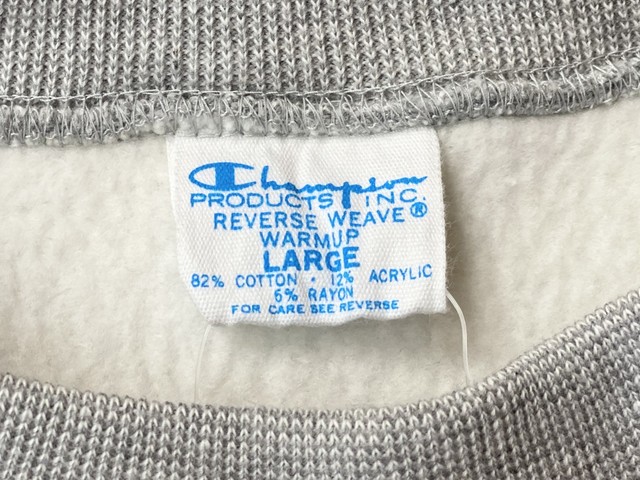 Champion
PRODUCTS INC.
REVERSE WEAVE®
WARMUP
LARGE
82% COTTON · 12% ACRYLIC
6% RAYON
FOR CARE SEE REVERSE